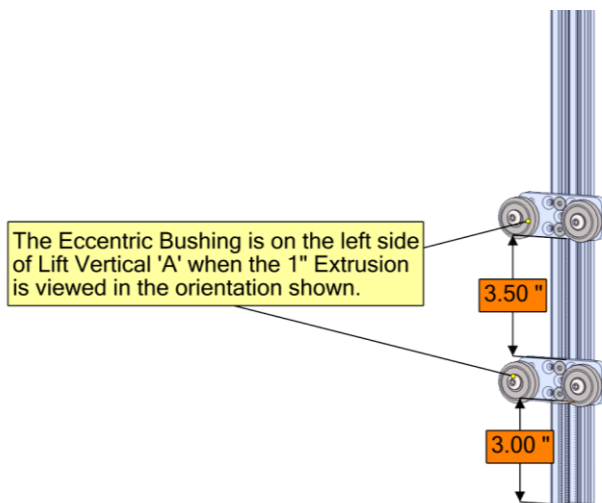 The Eccentric Bushing is on the left side
of Lift Vertical 'A' when the 1" Extrusion
is viewed in the orientation shown.
3.50 "
3.00 "